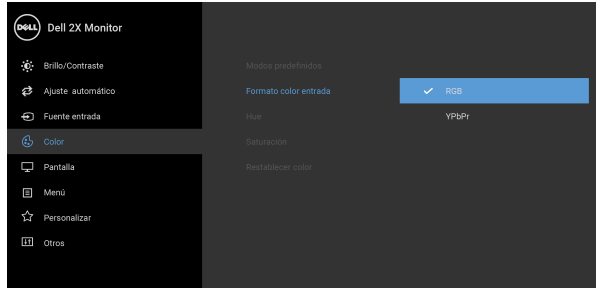 DELL Dell 2X Monitor
Brillo/Contraste
Ajuste automático
Fuente entrada
Color
Pantalla
Menú
Personalizar
Otros
Modos predefinidos
Formato color entrada
Hue
Saturación
Restablecer color
RGB
YPbPr